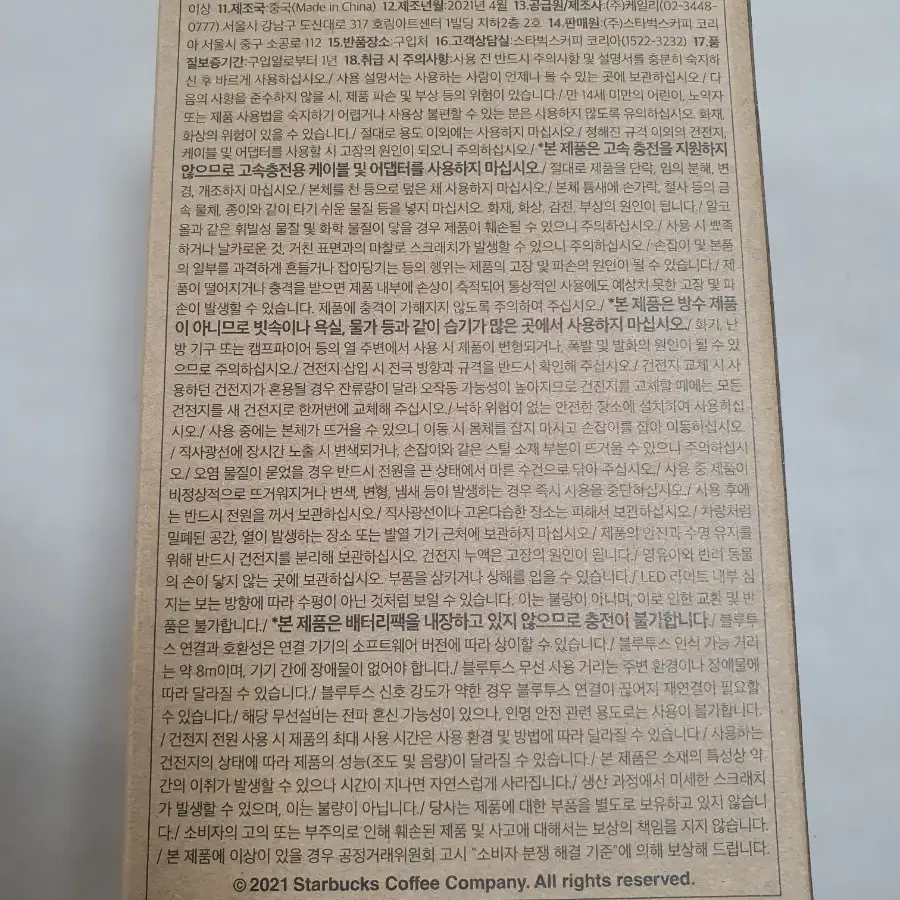 이상 11.제조국:중국(Made in China) 12.제조년월:2021년 4월 13.공급원/제조사:(주)케일리(02-3448-
0777) 서울시 강남구 도산대로 317 호림아트센터 1빌딩 지하2층 2호 14.판매원:(주)스타벅스커피 코리
아 서울시 중구 소공로 112 15.반품장소:구입처 16.고객상담실:스타벅스커피 코리아(1522-3232) 17.품
질보증기간:구입일로부터 1년 18.취급 시 주의사항:사용 전 반드시 주의사항 및 설명서를 충분히 숙지하
신 후 바르게 사용하십시오./ 사용 설명서는 사용하는 사람이 언제나 볼 수 있는 곳에 보관하십시오./ 다
음의 사항을 준수하지 않을 시, 제품 파손 및 부상 등의 위험이 있습니다./ 만 14세 미만의 어린이, 노약자
또는 제품 사용법을 숙지하기 어렵거나 사용상 불편할 수 있는 분은 사용하지 않도록 유의하십시오. 화재,
화상의 위험이 있을 수 있습니다./ 절대로 용도 이외에는 사용하지 마십시오./ 정해진 규격 이외의 건전지,
케이블 및 어댑터를 사용할 시 고장의 원인이 되오니 주의하십시오./ *본 제품은 고속 충전을 지원하지
않으므로 고속충전용 케이블 및 어댑터를 사용하지 마십시오./ 절대로 제품을 단락, 임의 분해, 변
경, 개조하지 마십시오./ 본체를 천 등으로 덮은 채 사용하지 마십시오./ 본체 틈새에 손가락, 철사 등의 금
속 물체, 종이와 같이 타기 쉬운 물질 등을 넣지 마십시오. 화재, 화상, 감전, 부상의 원인이 됩니다./ 알코
올과 같은 휘발성 물질 및 화학 물질이 닿을 경우 제품이 훼손될 수 있으니 주의하십시오./ 사용 시 뾰족
하거나 날카로운 것, 거친 표면과의 마찰로 스크래치가 발생할 수 있으니 주의하십시오./ 손잡이 및 본품
의 일부를 과격하게 흔들거나 잡아당기는 등의 행위는 제품의 고장 및 파손의 원인이 될 수 있습니다./ 제
품이 떨어지거나 충격을 받으면 제품 내부에 손상이 축적되어 통상적인 사용에도 예상치 못한 고장 및 파
손이 발생할 수 있습니다. 제품에 충격이 가해지지 않도록 주의하여 주십시오./ *본 제품은 방수 제품
이 아니므로 빗속이나 욕실, 물가 등과 같이 습기가 많은 곳에서 사용하지 마십시오./ 화기, 난
방 기구 또는 캠프파이어 등의 열 주변에서 사용 시 제품이 변형되거나, 폭발 및 발화의 원인이 될 수 있
으므로 주의하십시오./ 건전지 삽입 시 전극 방향과 규격을 반드시 확인해 주십시오./ 건전지 교체 시 사
용하던 건전지가 혼용될 경우 잔류량이 달라 오작동 가능성이 높아지므로 건전지를 교체할 때에는 모든
건전지를 새 건전지로 한꺼번에 교체해 주십시오./ 낙하 위험이 없는 안전한 장소에 설치하여 사용하십
시오./ 사용 중에는 본체가 뜨거울 수 있으니 이동 시 몸체를 잡지 마시고 손잡이를 잡아 이동하십시오.
/ 직사광선에 장시간 노출 시 변색되거나, 손잡이와 같은 스틸 소재 부분이 뜨거울 수 있으니 주의하십시
오./ 오염 물질이 묻었을 경우 반드시 전원을 끈 상태에서 마른 수건으로 닦아 주십시오./ 사용 중 제품이
비정상적으로 뜨거워지거나 변색, 변형, 냄새 등이 발생하는 경우 즉시 사용을 중단하십시오./ 사용 후에
는 반드시 전원을 꺼서 보관하십시오./ 직사광선이나 고온다습한 장소는 피해서 보관하십시오./ 차량처럼
밀폐된 공간, 열이 발생하는 장소 또는 발열 기기 근처에 보관하지 마십시오./ 제품의 안전과 수명 유지를
위해 반드시 건전지를 분리해 보관하십시오. 건전지 누액은 고장의 원인이 됩니다./ 영유아와 반려 동물
의 손이 닿지 않는 곳에 보관하십시오. 부품을 삼키거나 상해를 입을 수 있습니다./ LED 라이트 내부 심
지는 보는 방향에 따라 수평이 아닌 것처럼 보일 수 있습니다. 이는 불량이 아니며, 이로 인한 교환 및 반
품은 불가합니다./ *본 제품은 배터리팩을 내장하고 있지 않으므로 충전이 불가합니다./ 블루투
스 연결과 호환성은 연결 기기의 소프트웨어 버전에 따라 상이할 수 있습니다./ 블루투스 인식 가능 거리
는 약 8m이며, 기기 간에 장애물이 없어야 합니다./ 블루투스 무선 사용 거리는 주변 환경이나 장애물에
따라 달라질 수 있습니다./ 블루투스 신호 강도가 약한 경우 블루투스 연결이 끊어지 재연결이 필요할
수 있습니다./ 해당 무선설비는 전파 혼신 가능성이 있으나, 인명 안전 관련 용도로는 사용이 불가합니다.
/ 건전지 전원 사용 시 제품의 최대 사용 시간은 사용 환경 및 방법에 따라 달라질 수 있습니다./ 사용하는
건전지의 상태에 따라 제품의 성능(조도 및 음량)이 달라질 수 있습니다./ 본 제품은 소재의 특성상 약
간의 이취가 발생할 수 있으나 시간이 지나면 자연스럽게 사라집니다./ 생산 과정에서 미세한 스크래치
가 발생할 수 있으며, 이는 불량이 아닙니다./ 당사는 제품에 대한 부품을 별도로 보유하고 있지 않습니
다./ 소비자의 고의 또는 부주의로 인해 훼손된 제품 및 사고에 대해서는 보상의 책임을 지지 않습니다.
/ 본 제품에 이상이 있을 경우 공정거래위원회 고시 "소비자 분쟁 해결 기준"에 의해 보상해 드립니다.
©2021 Starbucks Coffee Company. All rights reserved.